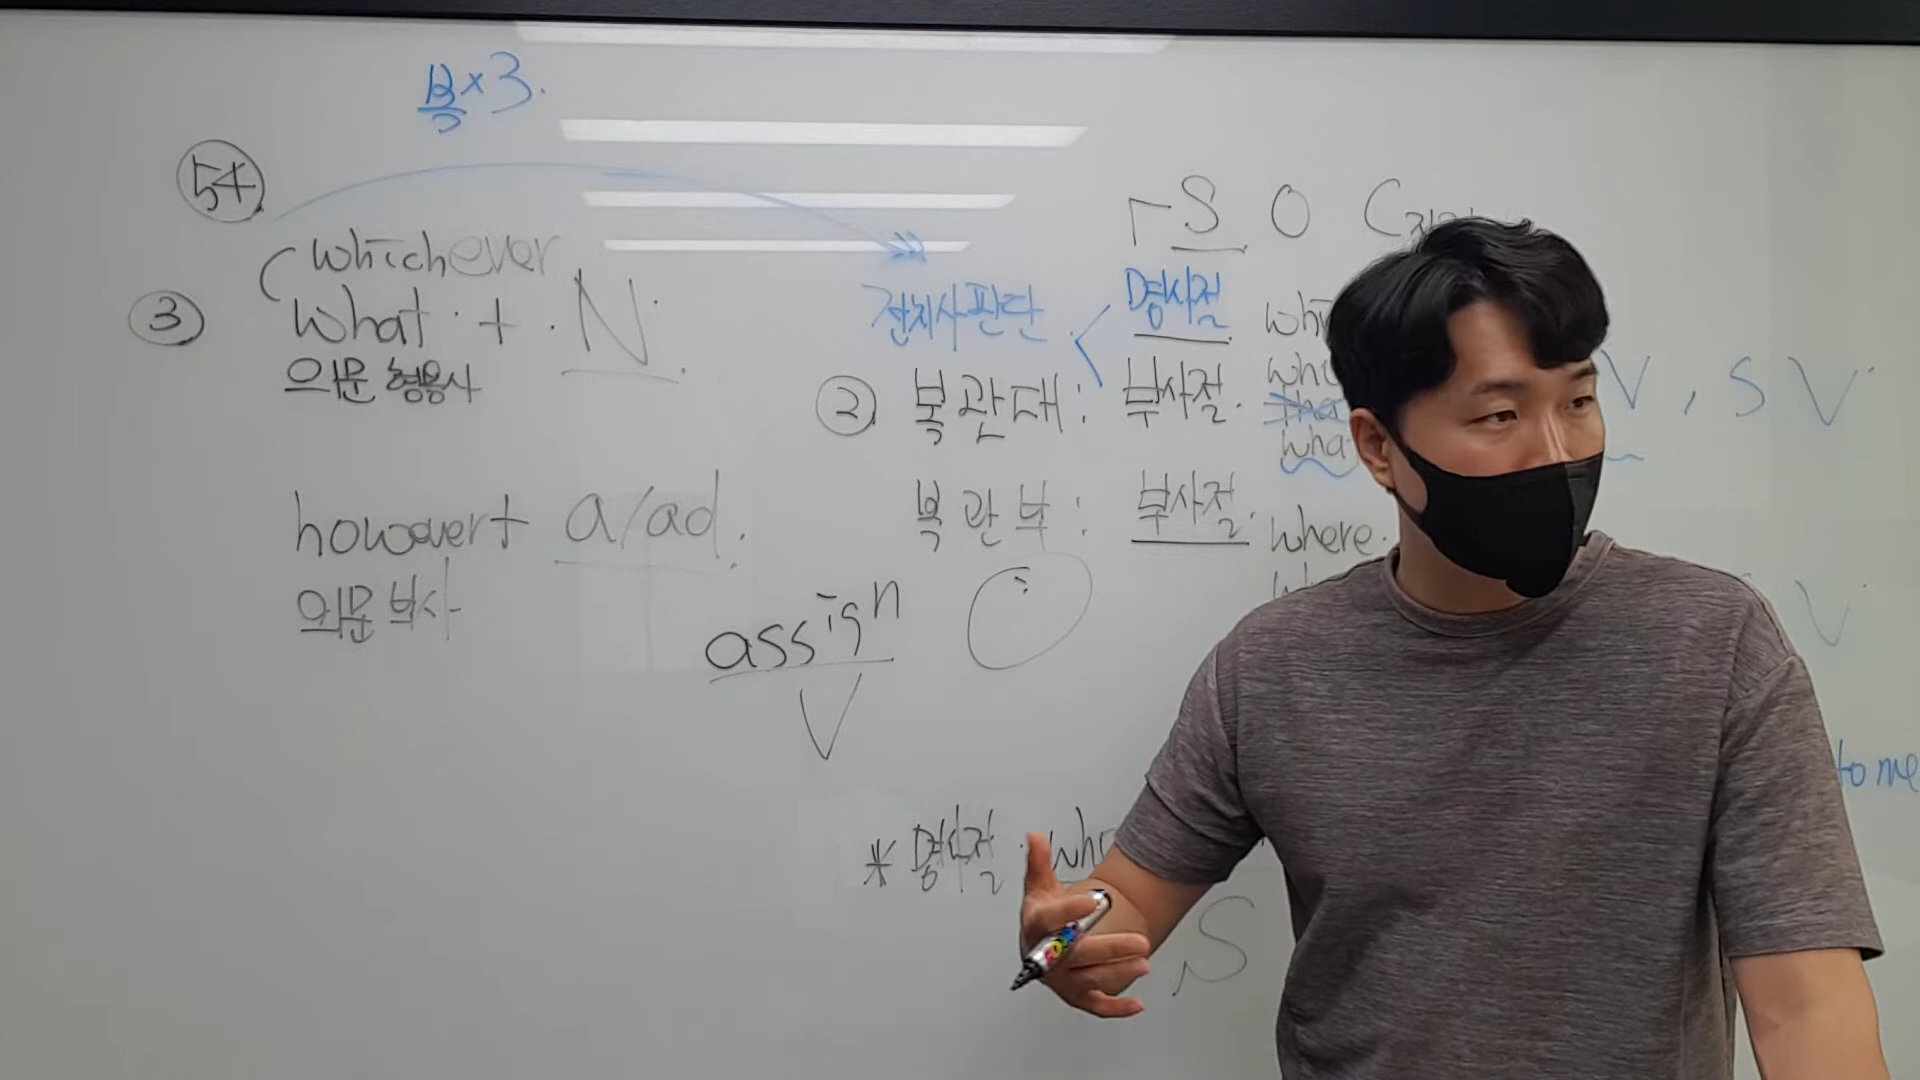 북×3.
54
whichever
③ what + N.
의문 형용사
however + a/ad.
의문 부사
assign
V
S O C
전치사판단
명사절
② 복관대: 부사절.
V, S V
복관부: 부사절. where.
V
to me
* 명사절
S